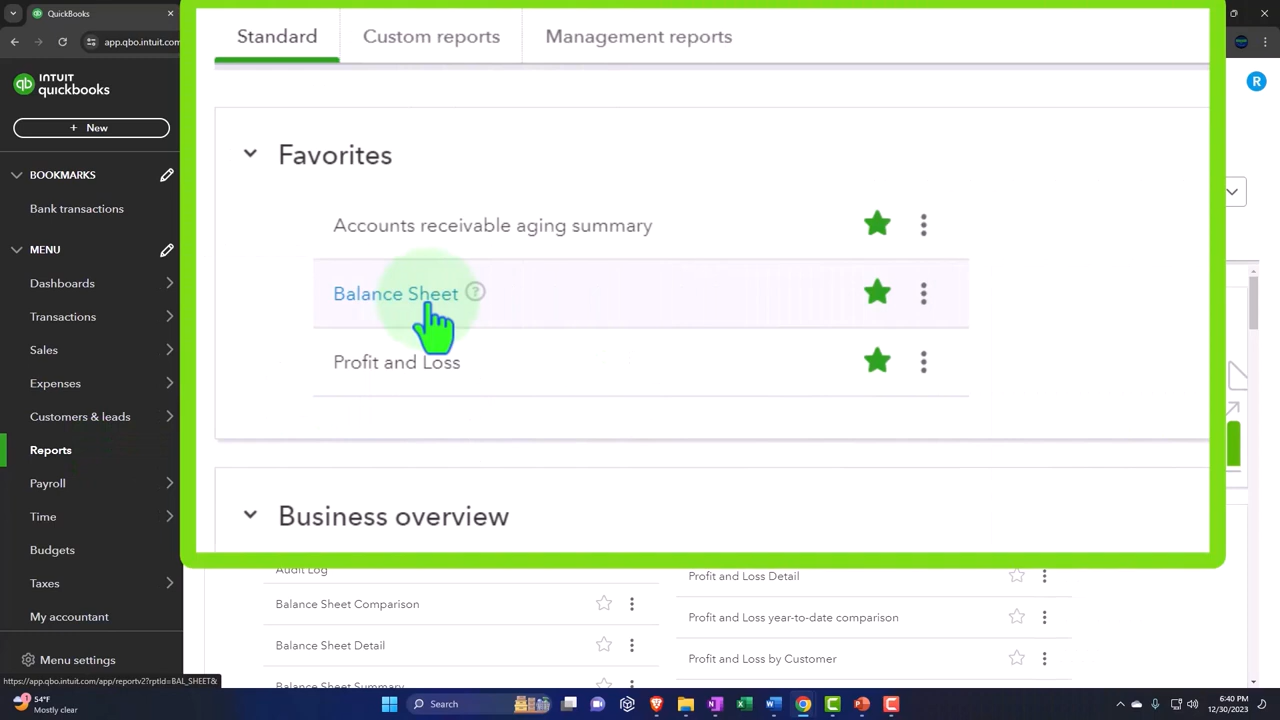 QuickBooks
app.qbo.intuit.com
INTUIT
quickbooks
+ New
BOOKMARKS
Bank transactions
MENU
Dashboards
Transactions
Sales
Expenses
Customers & leads
Reports
Payroll
Time
Budgets
Taxes
My account
Menu settings
https://app.qbo.intuit.com/app/reportv2?rptId=BAL_SHEET&
Standard
Custom reports
Management reports
Favorites
Accounts receivable aging summary
Balance Sheet ?
Profit and Loss
Business overview
Audit Log
Balance Sheet Comparison
Balance Sheet Detail
Balance Sheet Summary
Profit and Loss Detail
Profit and Loss year-to-date comparison
Profit and Loss by Customer
R
54°F
Mostly clear
Search
6:40 PM
12/30/2023